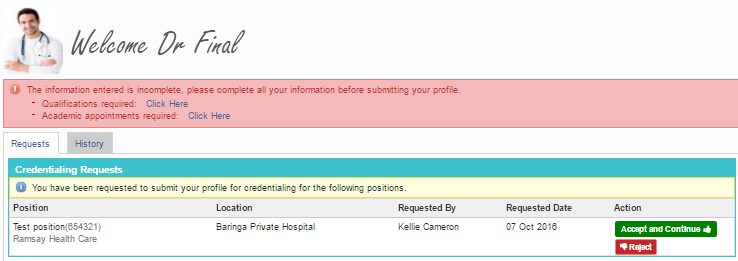 Welcome Dr Final
The information entered is incomplete, please complete all your information before submitting your profile.
- Qualifications required: Click Here
- Academic appointments required: Click Here
Requests History
Credentialing Requests
You have been requested to submit your profile for credentialing for the following positions.
Position Location Requested By Requested Date Action
Test position(654321) Baringa Private Hospital Kellie Cameron 07 Oct 2016 Accept and Continue
Ramsay Health Care Reject